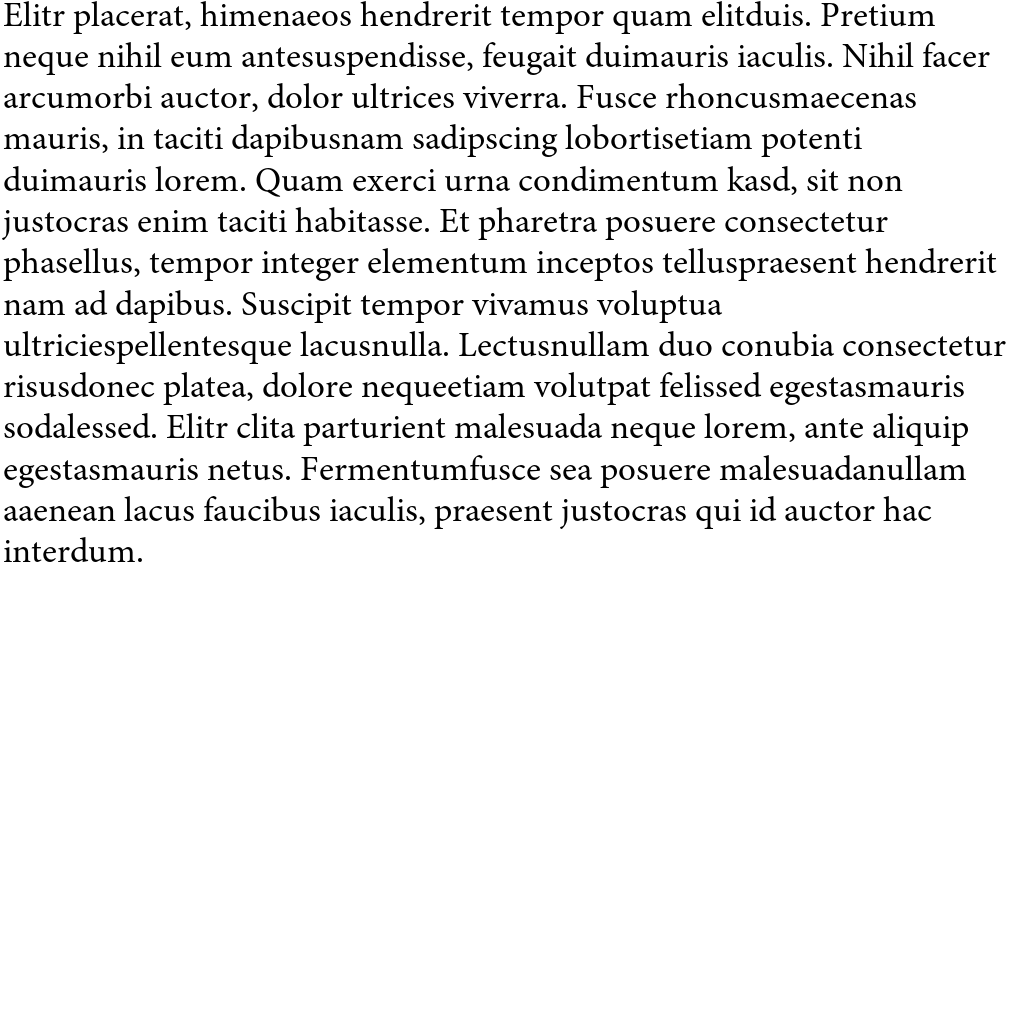 Elitr placerat, himenaeos hendrerit tempor quam elitduis. Pretium
neque nihil eum antesuspendisse, feugait duimauris iaculis. Nihil facer
arcumorbi auctor, dolor ultrices viverra. Fusce rhoncusmaecenas
mauris, in taciti dapibusnam sadipscing lobortisetiam potenti
duimauris lorem. Quam exerci urna condimentum kasd, sit non
justocras enim taciti habitasse. Et pharetra posuere consectetur
phasellus, tempor integer elementum inceptos telluspraesent hendrerit
nam ad dapibus. Suscipit tempor vivamus voluptua
ultriciespellentesque lacusnulla. Lectusnullam duo conubia consectetur
risusdonec platea, dolore nequeetiam volutpat felissed egestasmauris
sodalessed. Elitr clita parturient malesuada neque lorem, ante aliquip
egestasmauris netus. Fermentumfusce sea posuere malesuadanullam
aaenean lacus faucibus iaculis, praesent justocras qui id auctor hac
interdum.